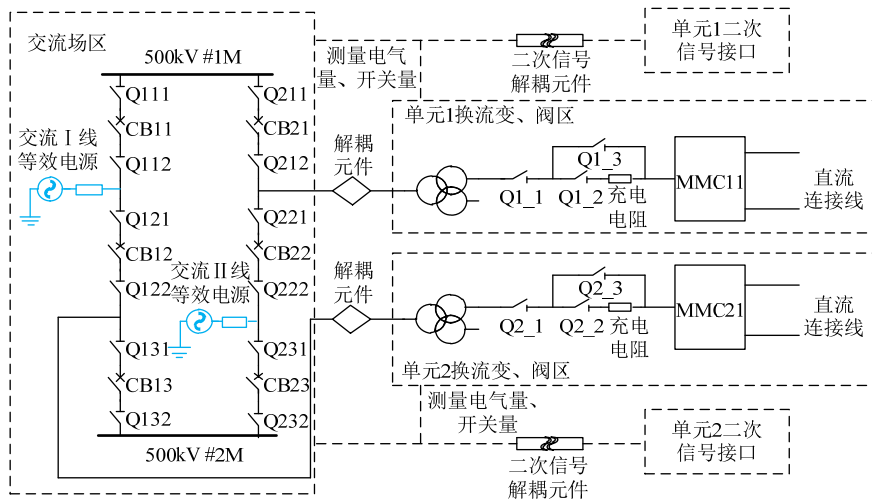 交流场区
500kV #1M
Q111
Q211
CB11
CB21
Q112
Q212
交流Ⅰ线
等效电源
Q121
Q221
CB12
CB22
交流Ⅱ线
等效电源
Q122
Q222
Q131
Q231
CB13
CB23
Q132
Q232
500kV #2M
测量电气
量、开关量
二次信号
解耦元件
单元1二次
信号接口
解耦
元件
单元1换流变、阀区
Q1_3
Q1_1
Q1_2
充电
电阻
MMC11
直流
连接线
解耦
元件
Q2_3
Q2_1
Q2_2
充电
电阻
MMC21
直流
连接线
单元2换流变、阀区
测量电气量、
开关量
二次信号
解耦元件
单元2二次
信号接口